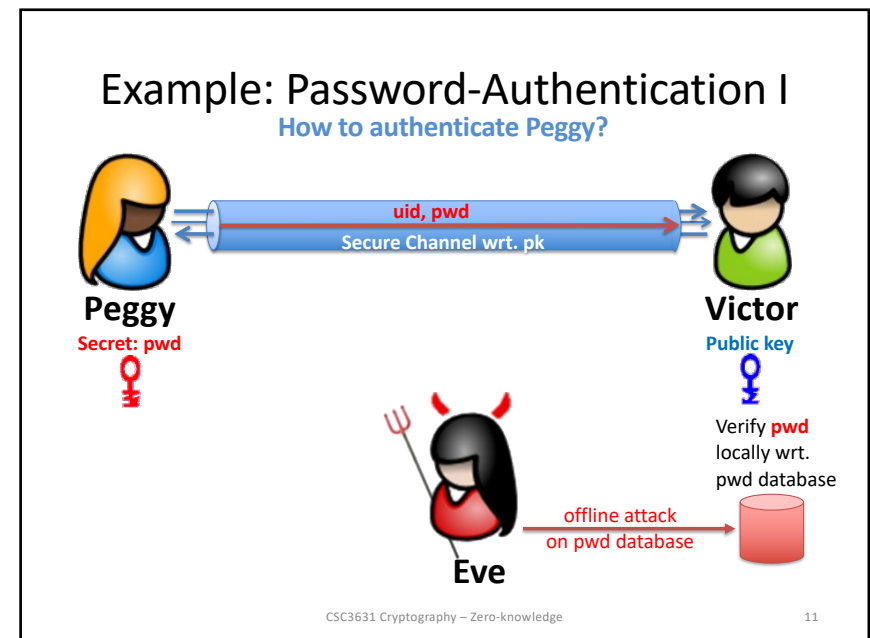 Example: Password-Authentication I
How to authenticate Peggy?
uid, pwd
Secure Channel wrt. pk
Peggy
Secret: pwd
Victor
Public key
Verify pwd
locally wrt.
pwd database
offline attack
on pwd database
Eve
CSC3631 Cryptography – Zero-knowledge
11